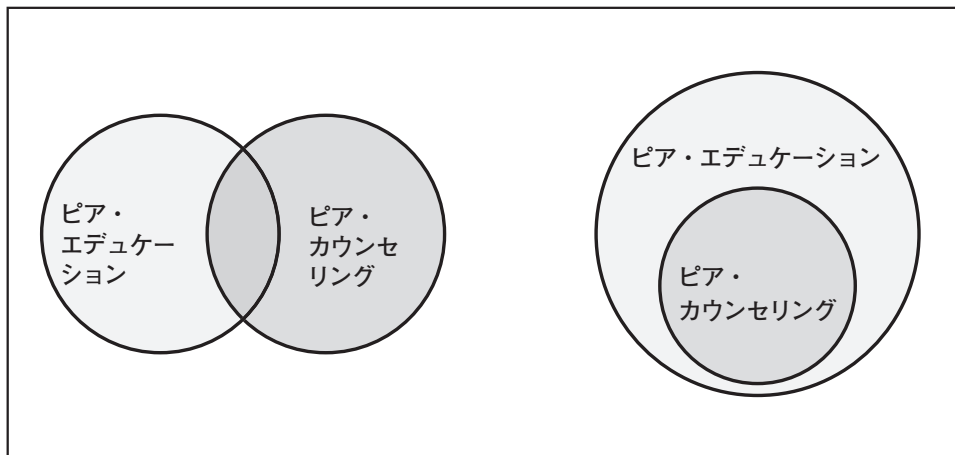 ピア・
エデュケー
ション
ピア・
カウンセ
リング
ピア・エデュケーション
ピア・
カウンセリング